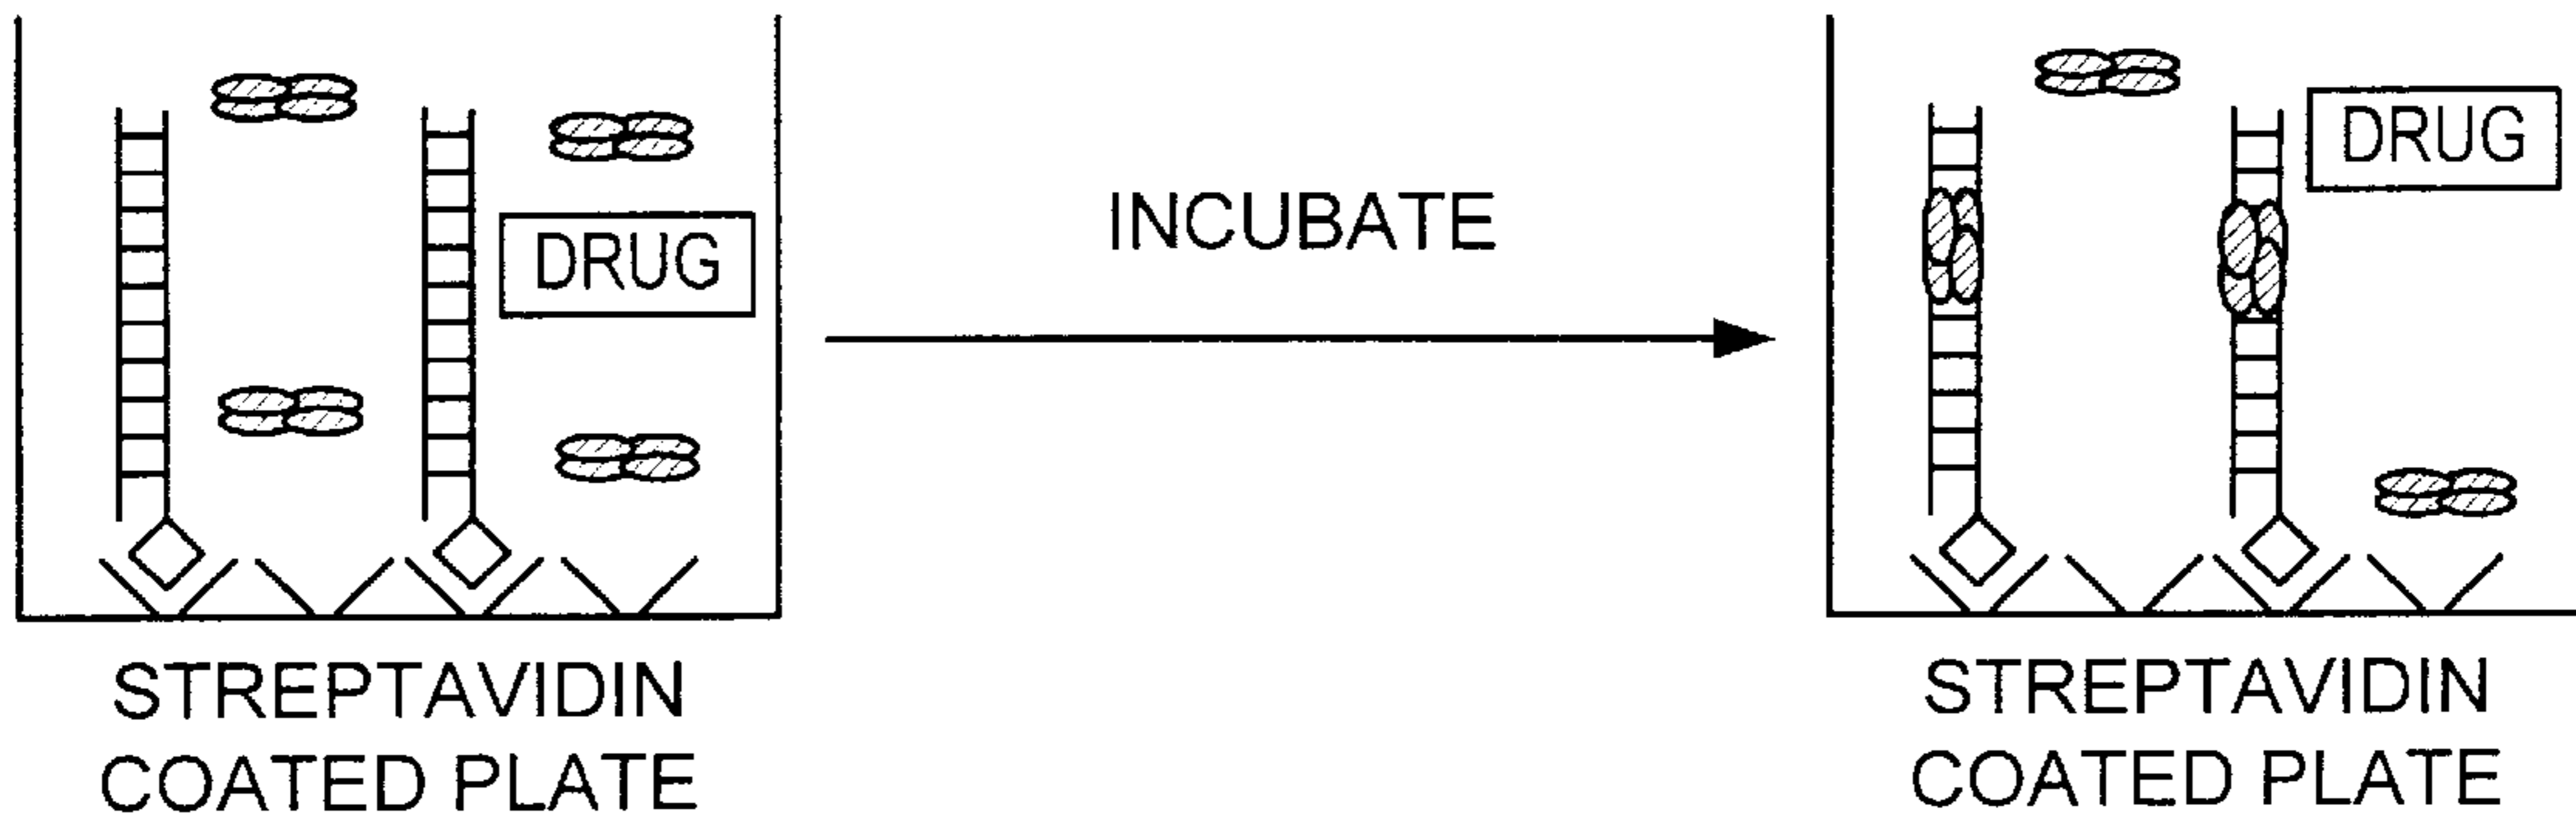 DRUG
INCUBATE
DRUG
STREPTAVIDIN
COATED PLATE
STREPTAVIDIN
COATED PLATE